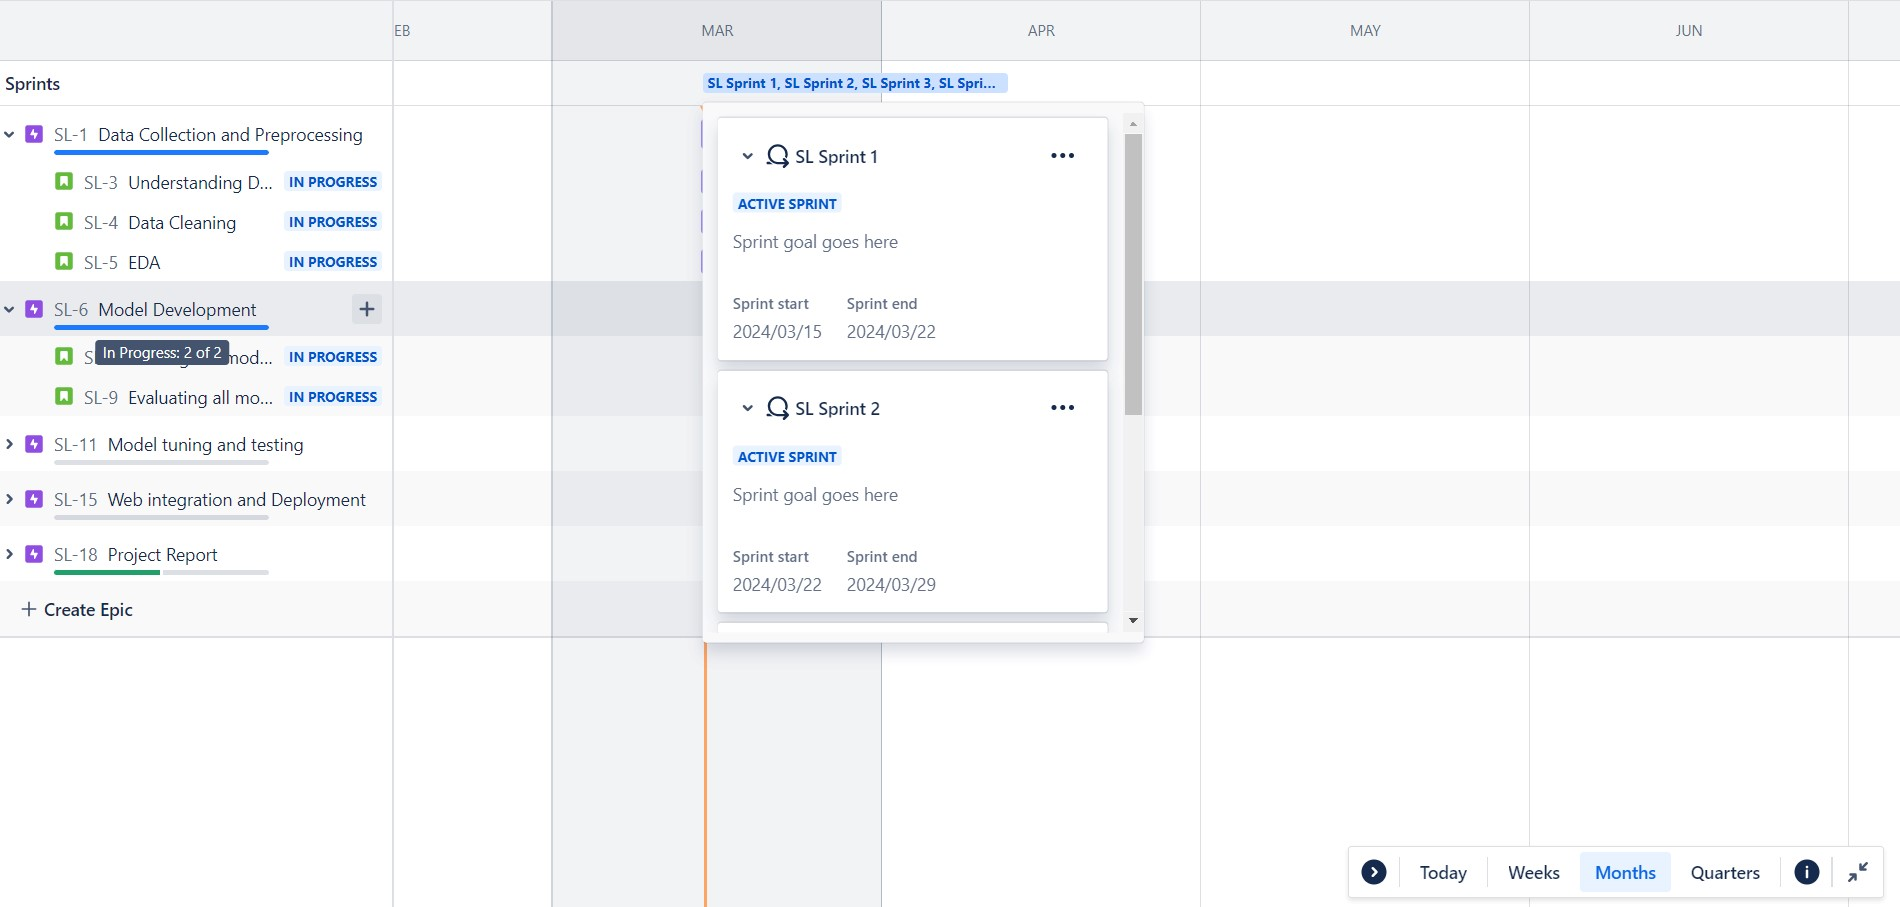 EB
MAR
APR
MAY
JUN
Sprints
SL Sprint 1, SL Sprint 2, SL Sprint 3, SL Spri...
SL-1 Data Collection and Preprocessing
SL-3 Understanding D... IN PROGRESS
SL-4 Data Cleaning IN PROGRESS
SL-5 EDA IN PROGRESS
SL-6 Model Development
In Progress: 2 of 2
S mod... IN PROGRESS
SL-9 Evaluating all mo... IN PROGRESS
SL-11 Model tuning and testing
SL-15 Web integration and Deployment
SL-18 Project Report
Create Epic
SL Sprint 1
ACTIVE SPRINT
Sprint goal goes here
Sprint start Sprint end
2024/03/15 2024/03/22
SL Sprint 2
ACTIVE SPRINT
Sprint goal goes here
Sprint start Sprint end
2024/03/22 2024/03/29
Today Weeks Months Quarters